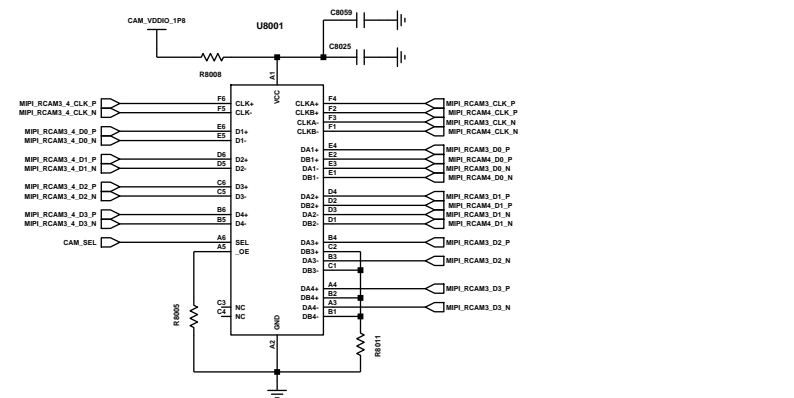 CAM_VDDIO_1P8
U8001
C8059
C8025
R8008
A1
VCC
MIPI_RCAM3_4_CLK_P F6 CLK+ CLKA+ F4 MIPI_RCAM3_CLK_P
MIPI_RCAM3_4_CLK_N F5 CLK- CLKB+ F2 MIPI_RCAM4_CLK_P
CLKA- F3 MIPI_RCAM3_CLK_N
CLKB- F1 MIPI_RCAM4_CLK_N
MIPI_RCAM3_4_D0_P E6 D1+ DA1+ E4 MIPI_RCAM3_D0_P
MIPI_RCAM3_4_D0_N E5 D1- DB1+ E2 MIPI_RCAM4_D0_P
DA1- E3 MIPI_RCAM3_D0_N
DB1- E1 MIPI_RCAM4_D0_N
MIPI_RCAM3_4_D1_P D6 D2+
MIPI_RCAM3_4_D1_N D5 D2-
MIPI_RCAM3_4_D2_P C6 D3+ DA2+ D4 MIPI_RCAM3_D1_P
MIPI_RCAM3_4_D2_N C5 D3- DB2+ D2 MIPI_RCAM4_D1_P
DA2- D3 MIPI_RCAM3_D1_N
DB2- D1 MIPI_RCAM4_D1_N
MIPI_RCAM3_4_D3_P B6 D4+
MIPI_RCAM3_4_D3_N B5 D4-
CAM_SEL A6 SEL DA3+ B4 MIPI_RCAM3_D2_P
A5 _OE DB3+ C2
DA3- B3 MIPI_RCAM3_D2_N
DB3- C1
DA4+ A4 MIPI_RCAM3_D3_P
DB4+ B2
C3 NC DA4- A3 MIPI_RCAM3_D3_N
C4 NC DB4- B1
R8005
GND
A2
R8011